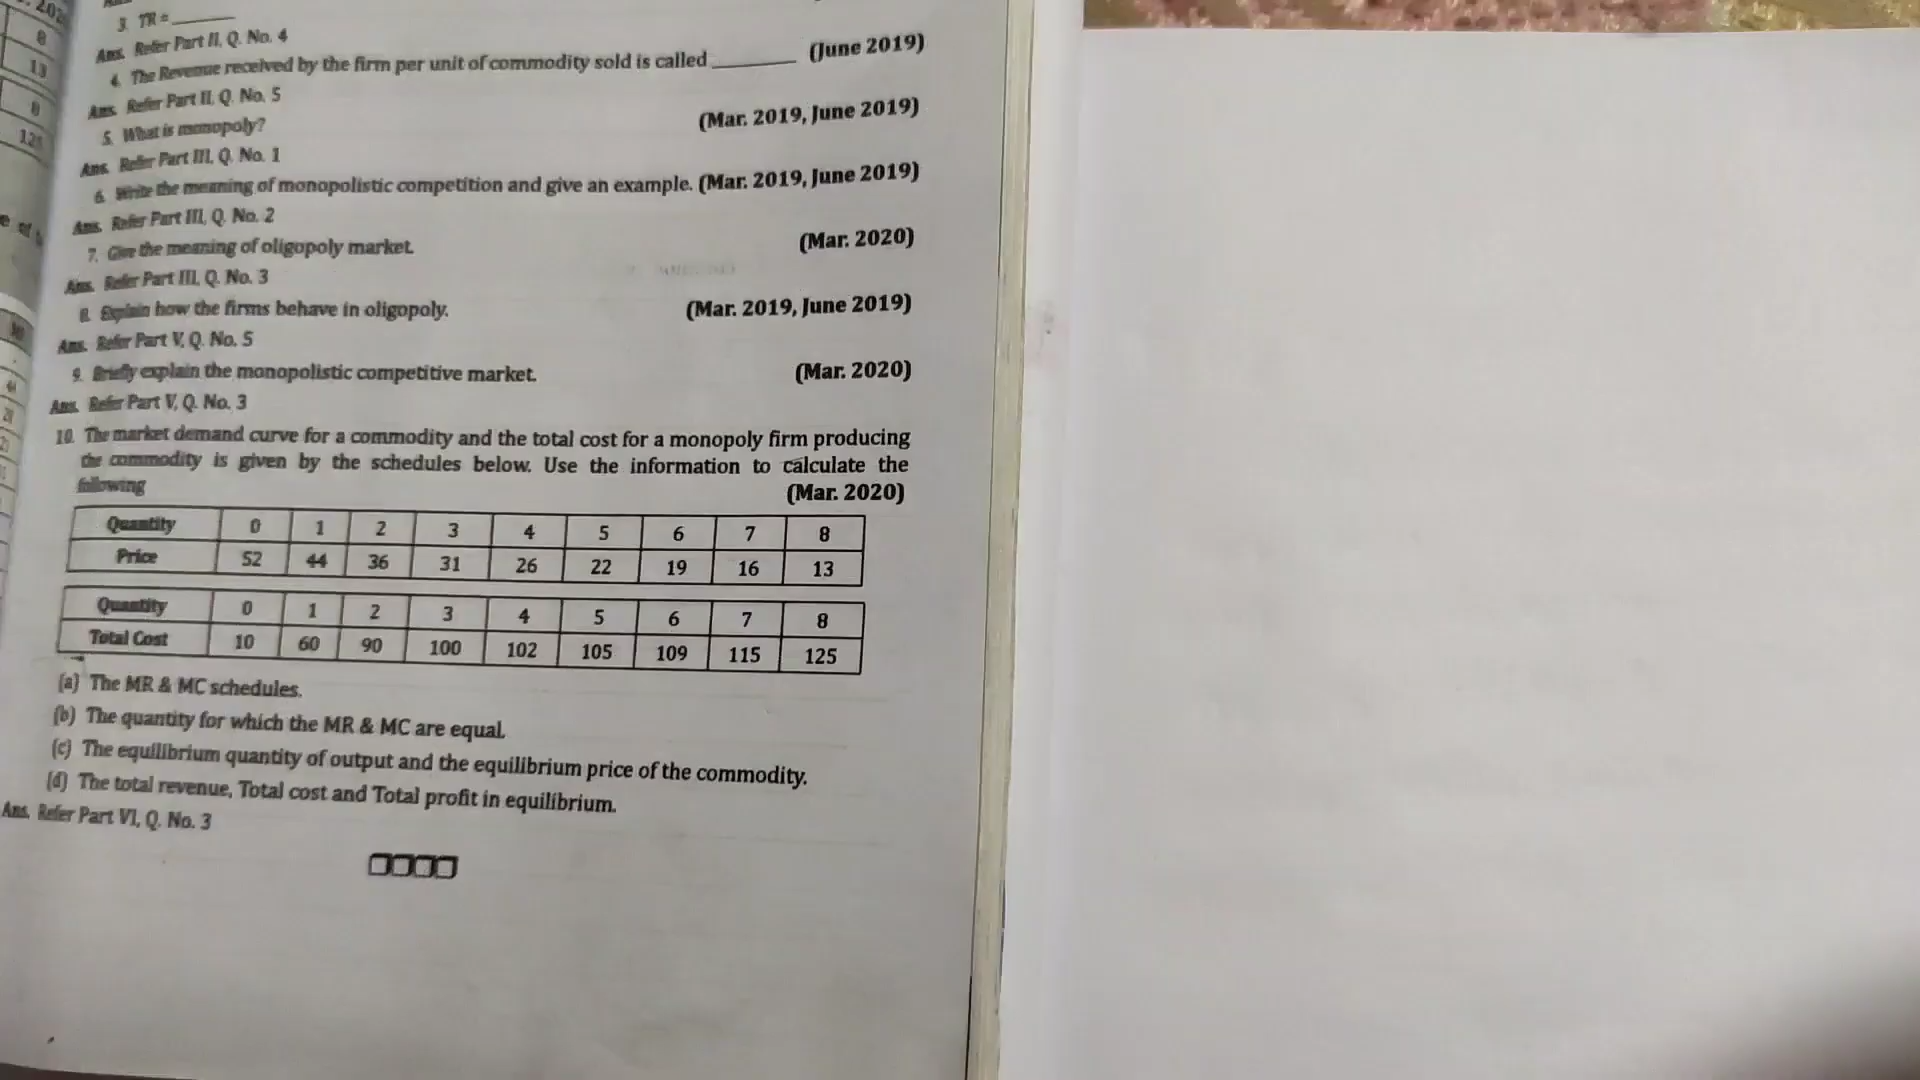 3. TR = ______
Ans. Refer Part II, Q. No. 4
4. The Revenue received by the firm per unit of commodity sold is called ________ (June 2019)
Ans. Refer Part II, Q. No. 5
5. What is monopoly? (Mar. 2019, June 2019)
Ans. Refer Part III, Q. No. 1
6. Write the meaning of monopolistic competition and give an example. (Mar. 2019, June 2019)
Ans. Refer Part III, Q. No. 2
7. Give the meaning of oligopoly market. (Mar. 2020)
Ans. Refer Part III, Q. No. 3
8. Explain how the firms behave in oligopoly. (Mar. 2019, June 2019)
Ans. Refer Part V, Q. No. 5
9. Briefly explain the monopolistic competitive market. (Mar. 2020)
Ans. Refer Part V, Q. No. 3
10. The market demand curve for a commodity and the total cost for a monopoly firm producing
the commodity is given by the schedules below. Use the information to calculate the
following (Mar. 2020)
Quantity 0 1 2 3 4 5 6 7 8
Price 52 44 36 31 26 22 19 16 13
Quantity 0 1 2 3 4 5 6 7 8
Total Cost 10 60 90 100 102 105 109 115 125
(a) The MR & MC schedules.
(b) The quantity for which the MR & MC are equal.
(c) The equilibrium quantity of output and the equilibrium price of the commodity.
(d) The total revenue, Total cost and Total profit in equilibrium.
Ans. Refer Part VI, Q. No. 3